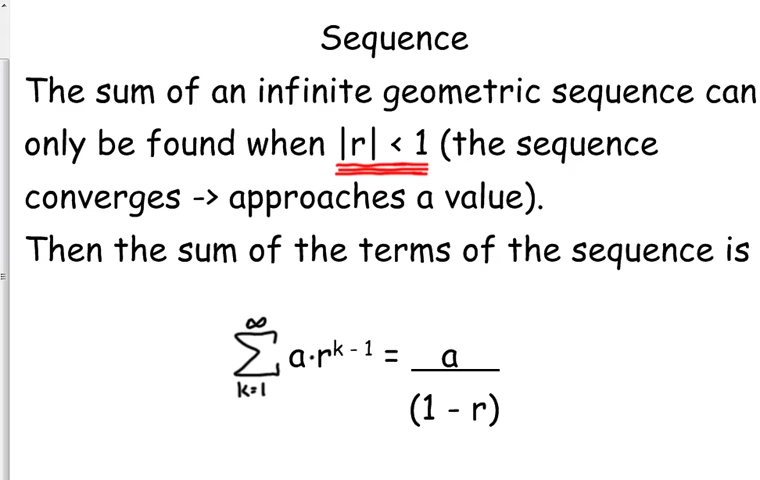 Sequence
The sum of an infinite geometric sequence can
only be found when |r| < 1 (the sequence
converges -> approaches a value).
Then the sum of the terms of the sequence is
∞
∑ a·r^(k - 1) = a
k=1
(1 - r)